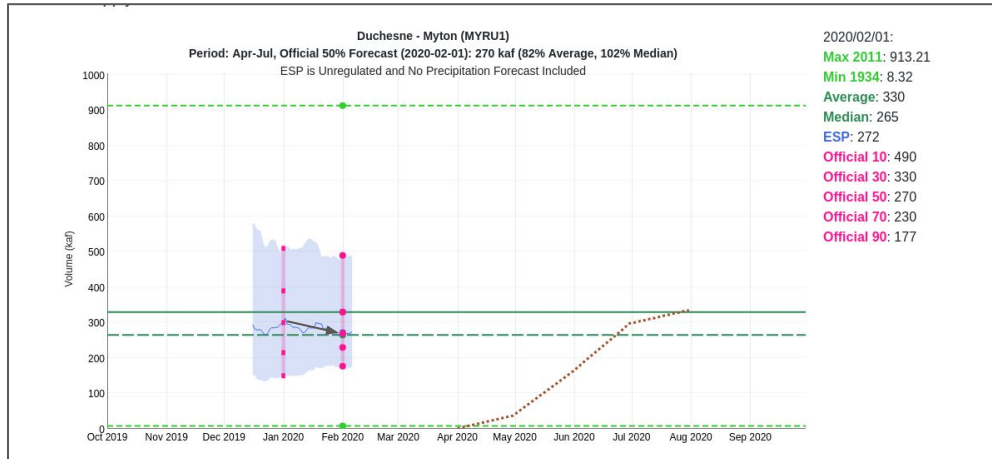 Duchesne - Myton (MYRU1)
Period: Apr-Jul, Official 50% Forecast (2020-02-01): 270 kaf (82% Average, 102% Median)
ESP is Unregulated and No Precipitation Forecast Included
1000
900
800
700
600
500
400
300
200
100
0
Volume (kaf)
Oct 2019 Nov 2019 Dec 2019 Jan 2020 Feb 2020 Mar 2020 Apr 2020 May 2020 Jun 2020 Jul 2020 Aug 2020 Sep 2020
2020/02/01:
Max 2011: 913.21
Min 1934: 8.32
Average: 330
Median: 265
ESP: 272
Official 10: 490
Official 30: 330
Official 50: 270
Official 70: 230
Official 90: 177